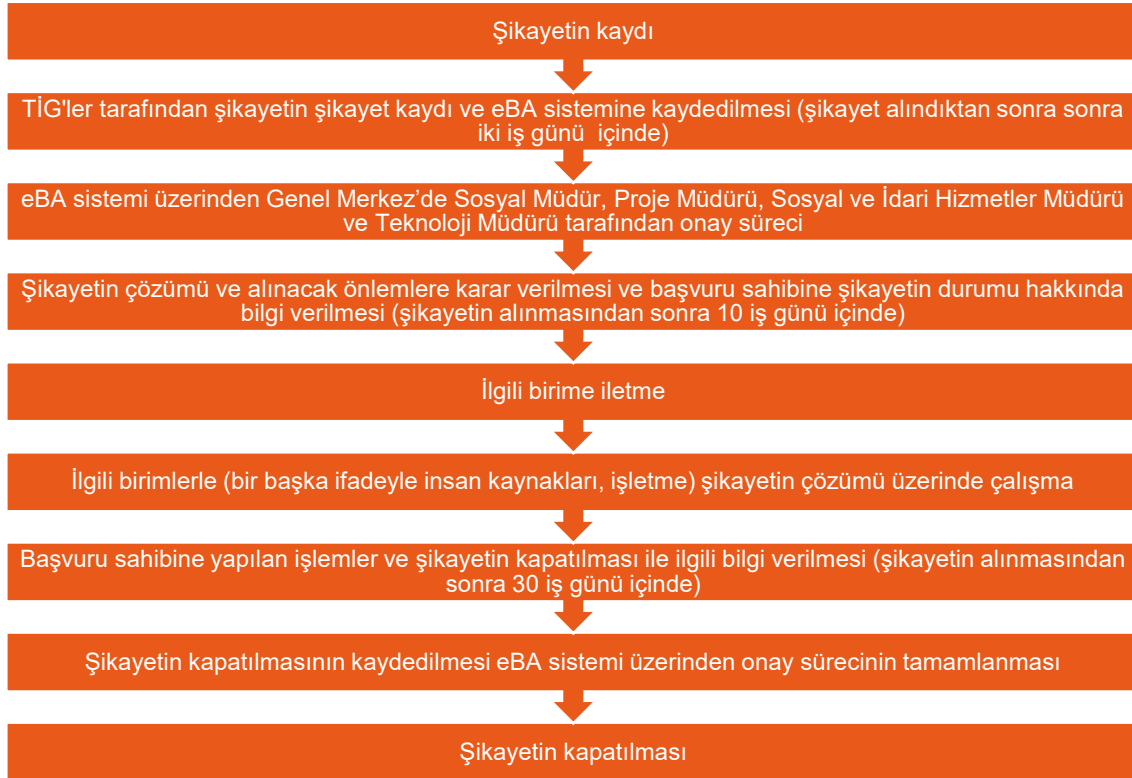 Şikayetin kaydı
TİG'ler tarafından şikayetin şikayet kaydı ve eBA sistemine kaydedilmesi (şikayet alındıktan sonra sonra
iki iş günü içinde)
eBA sistemi üzerinden Genel Merkez’de Sosyal Müdür, Proje Müdürü, Sosyal ve İdari Hizmetler Müdürü
ve Teknoloji Müdürü tarafından onay süreci
Şikayetin çözümü ve alınacak önlemlere karar verilmesi ve başvuru sahibine şikayetin durumu hakkında
bilgi verilmesi (şikayetin alınmasından sonra 10 iş günü içinde)
İlgili birime iletme
İlgili birimlerle (bir başka ifadeyle insan kaynakları, işletme) şikayetin çözümü üzerinde çalışma
Başvuru sahibine yapılan işlemler ve şikayetin kapatılması ile ilgili bilgi verilmesi (şikayetin alınmasından
sonra 30 iş günü içinde)
Şikayetin kapatılmasının kaydedilmesi eBA sistemi üzerinden onay sürecinin tamamlanması
Şikayetin kapatılması